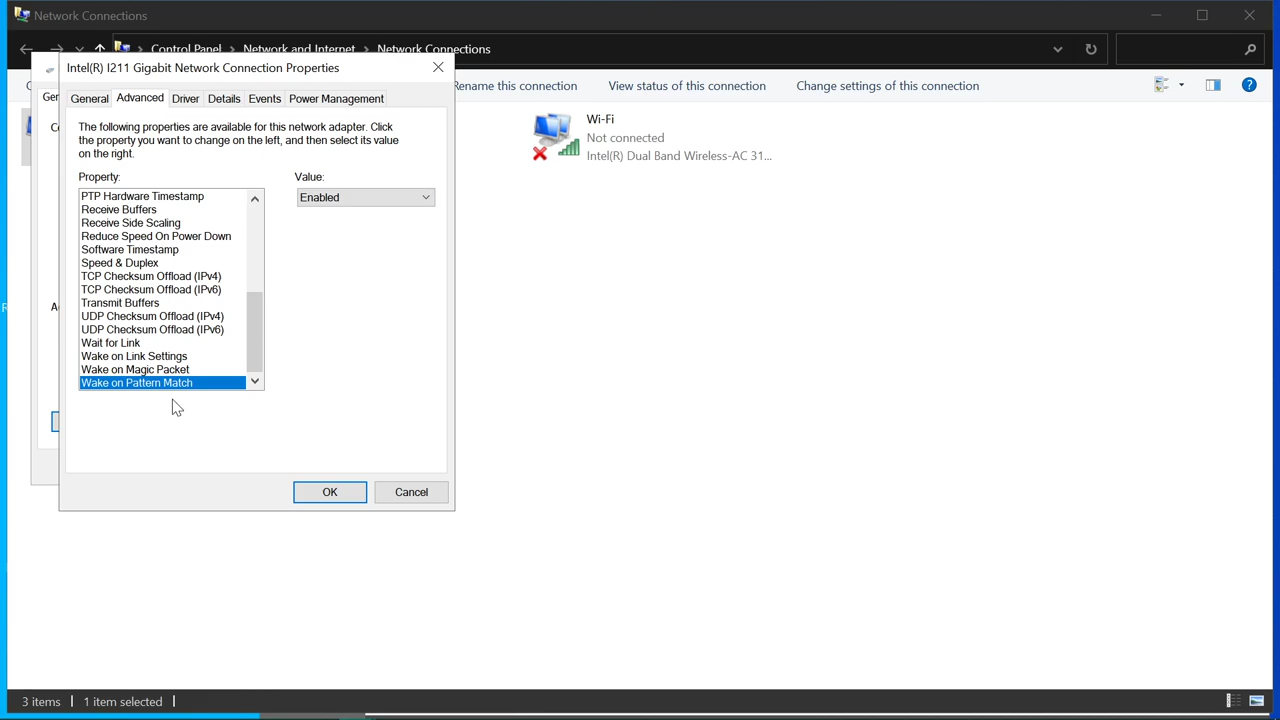 Network Connections
Control Panel
Network and Internet
Network Connections
Intel(R) I211 Gigabit Network Connection Properties
Rename this connection
View status of this connection
Change settings of this connection
General
Advanced
Driver
Details
Events
Power Management
The following properties are available for this network adapter. Click
the property you want to change on the left, and then select its value
on the right.
Property:
Value:
PTP Hardware Timestamp
Receive Buffers
Receive Side Scaling
Reduce Speed On Power Down
Software Timestamp
Speed & Duplex
TCP Checksum Offload (IPv4)
TCP Checksum Offload (IPv6)
Transmit Buffers
UDP Checksum Offload (IPv4)
UDP Checksum Offload (IPv6)
Wait for Link
Wake on Link Settings
Wake on Magic Packet
Wake on Pattern Match
Enabled
OK
Cancel
Wi-Fi
Not connected
Intel(R) Dual Band Wireless-AC 31...
3 items
1 item selected